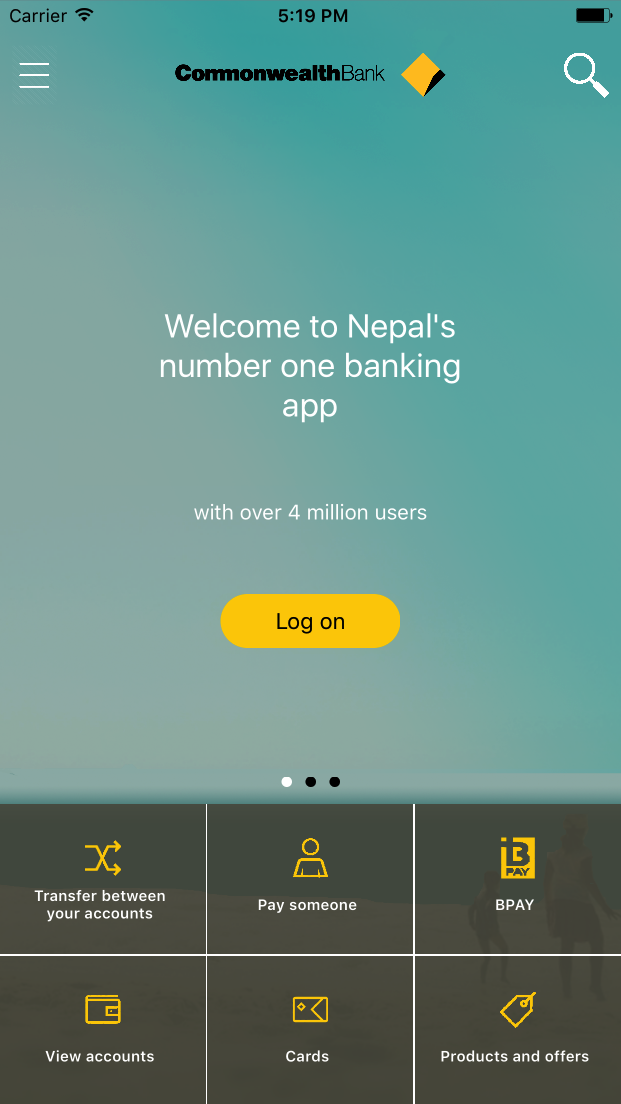 Carrier 5:19 PM
CommonwealthBank
Welcome to Nepal's
number one banking
app
with over 4 million users
Log on
Transfer between
your accounts
Pay someone
B
PAY
BPAY
View accounts
Cards
Products and offers